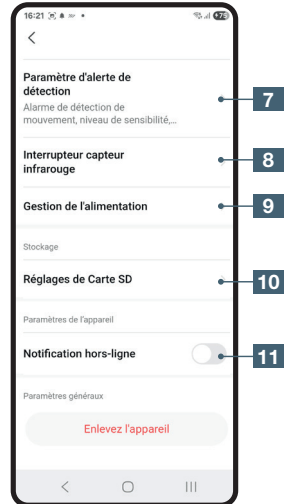 16:21
73
Paramètre d'alerte de
détection
Alarme de détection de
mouvement, niveau de sensibilité,...
7
Interrupteur capteur
infrarouge
8
Gestion de l'alimentation
9
Stockage
Réglages de Carte SD
10
Paramètres de l'appareil
Notification hors-ligne
11
Paramètres généraux
Enlevez l'appareil